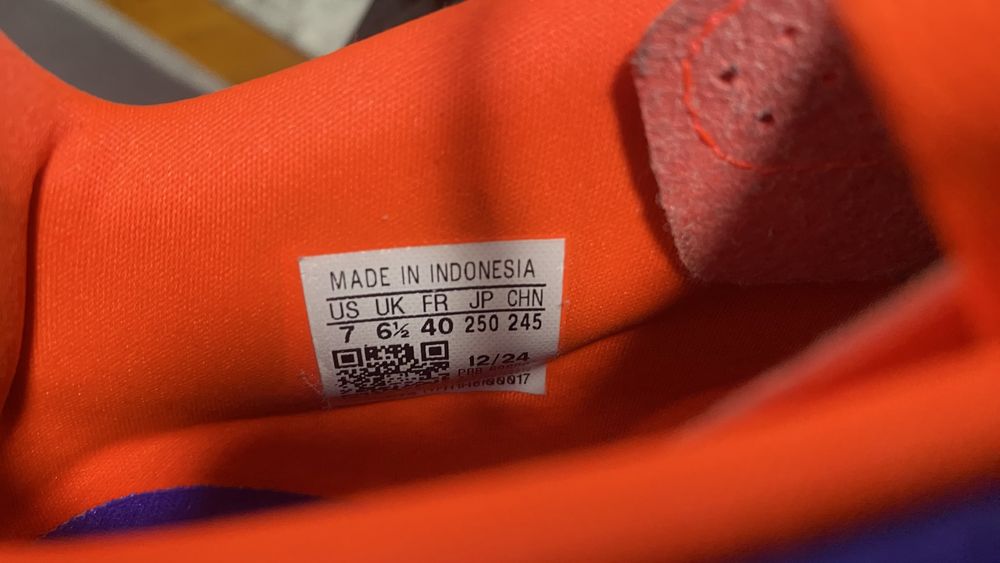 MADE IN INDONESIA
US UK FR JP CHN
7 6½ 40 250 245
12/24